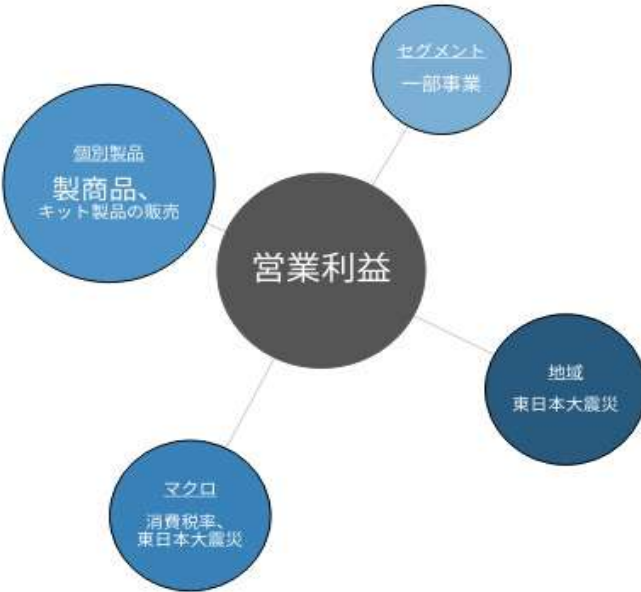 セグメント
一部事業
個別製品
製商品、
キット製品の販売
営業利益
地域
東日本大震災
マクロ
消費税率、
東日本大震災